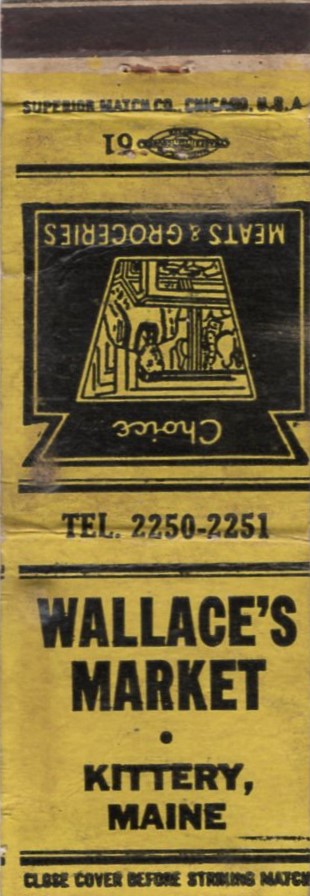 SUPERIOR MATCH CO., CHICAGO, U.S.A
61
MEATS & GROCERIES
Choice
TEL. 2250-2251
WALLACE'S
MARKET
•
KITTERY,
MAINE
CLOSE COVER BEFORE STRIKING MATCH